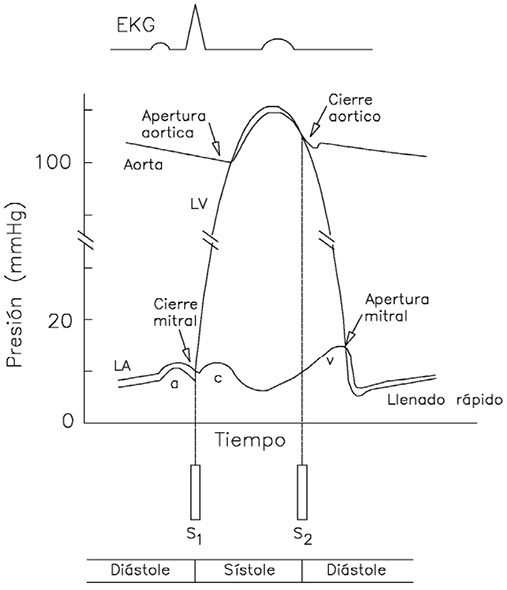 EKG
Apertura
aortica
Cierre
aortico
Aorta
100
LV
Presión (mmHg)
Cierre
mitral
Apertura
mitral
20
LA
a
c
v
Llenado rápido
0
Tiempo
S1
S2
Diástole
Sístole
Diástole